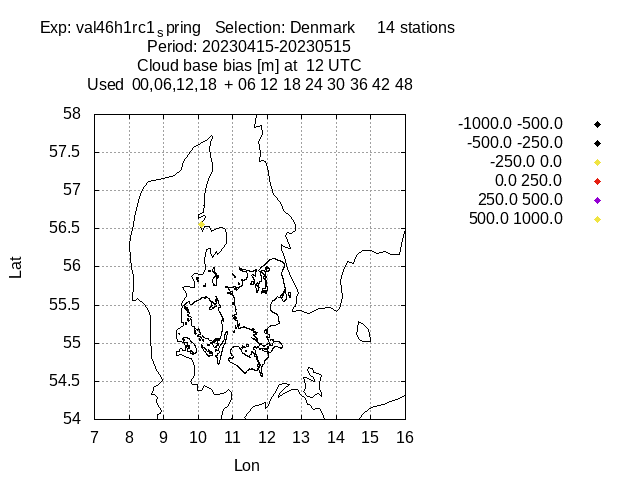 Exp: val46h1rc1spring   Selection: Denmark     14 stations
Period: 20230415-20230515
Cloud base bias [m] at  12 UTC
Used  00,06,12,18  + 06 12 18 24 30 36 42 48
-1000.0 -500.0
-500.0 -250.0
-250.0 0.0
0.0 250.0
250.0 500.0
500.0 1000.0
58
57.5
57
56.5
56
55.5
55
54.5
54
Lat
7 8 9 10 11 12 13 14 15 16
Lon